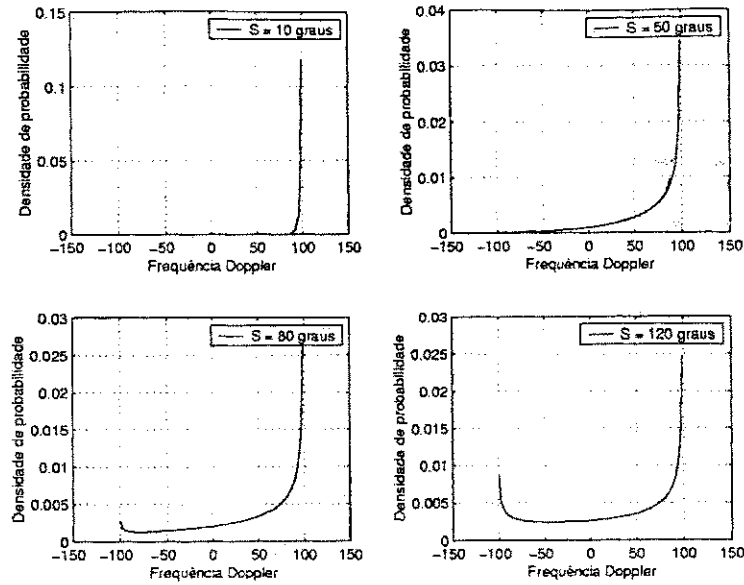 Densidade de probabilidade
0.15
0.1
0.05
0
S = 10 graus
−150 −100 −50 0 50 100 150
Frequência Doppler
Densidade de probabilidade
0.04
0.03
0.02
0.01
0
S = 50 graus
−150 −100 −50 0 50 100 150
Frequência Doppler
Densidade de probabilidade
0.03
0.025
0.02
0.015
0.01
0.005
0
S = 80 graus
−150 −100 −50 0 50 100 150
Frequência Doppler
Densidade de probabilidade
0.03
0.025
0.02
0.015
0.01
0.005
0
S = 120 graus
−150 −100 −50 0 50 100 150
Frequência Doppler